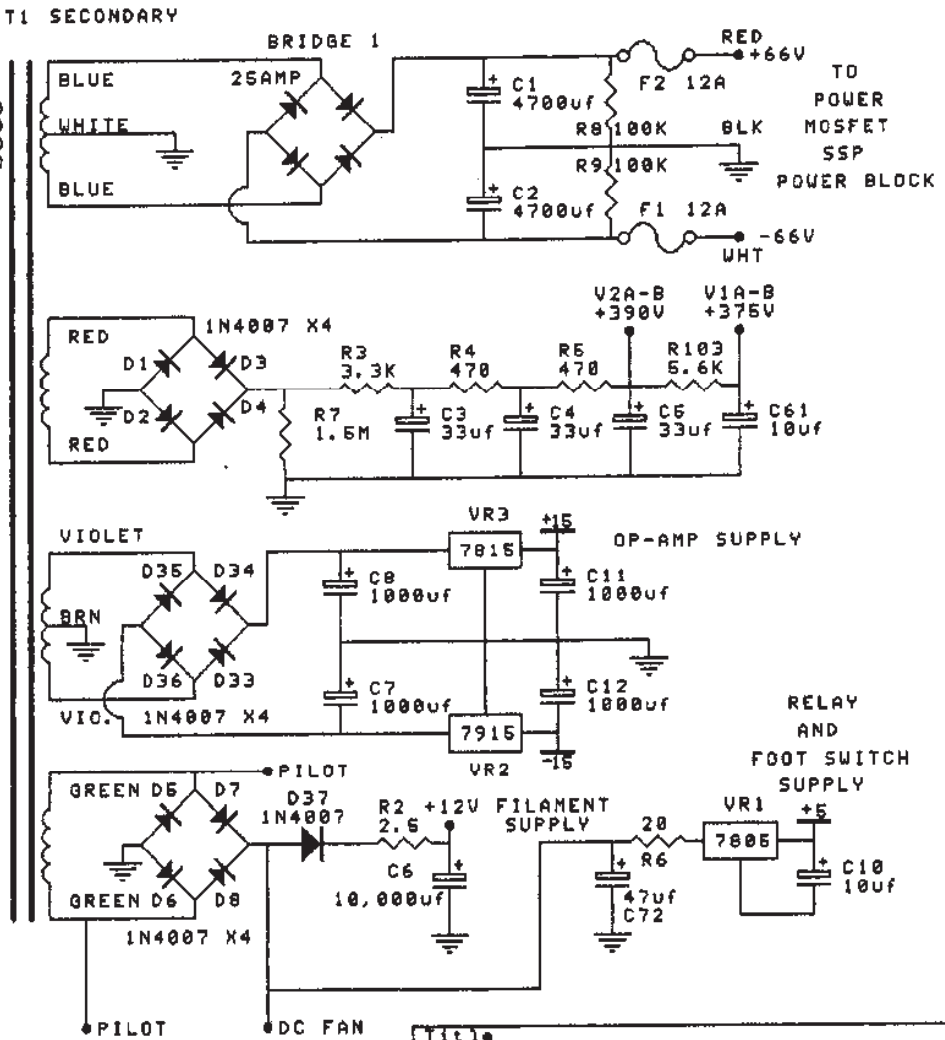 T1 SECONDARY
BRIDGE 1
25AMP
BLUE
WHITE
BLUE
C1
4700uf
C2
4700uf
R8 100K
R9 100K
F2 12A
F1 12A
RED
+66V
BLK
-66V
WHT
TO
POWER
MOSFET
SSP
POWER BLOCK
1N4007 X4
RED
RED
D1
D3
D2
D4
R7
1.5M
R3
3.3K
R4
470
R5
470
R103
5.6K
V2A-B
+390V
V1A-B
+375V
C3
33uf
C4
33uf
C5
33uf
C61
10uf
VIOLET
BRN
VIO.
D35
D34
D36
D33
1N4007 X4
C8
1000uf
C7
1000uf
VR3
7815
7915
VR2
+15
-15
C11
1000uf
C12
1000uf
OP-AMP SUPPLY
GREEN D5
D7
GREEN D6
D8
1N4007 X4
PILOT
PILOT
D37
1N4007
R2
2.5
+12V FILAMENT
SUPPLY
C6
10,000uf
DC FAN
RELAY
AND
FOOT SWITCH
SUPPLY
20
R6
47uf
C72
VR1
7805
+5
C10
10uf
Title